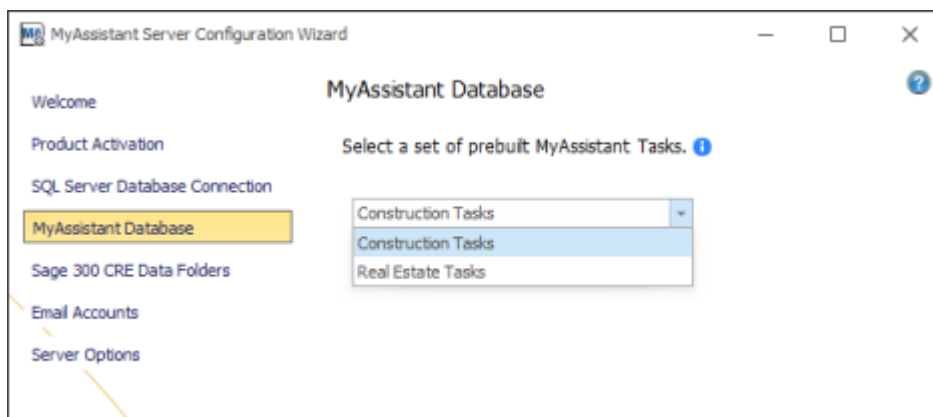 MyAssistant Server Configuration Wizard
MyAssistant Database
Welcome
Product Activation
Select a set of prebuilt MyAssistant Tasks.
SQL Server Database Connection
Construction Tasks
MyAssistant Database
Construction Tasks
Sage 300 CRE Data Folders
Real Estate Tasks
Email Accounts
Server Options